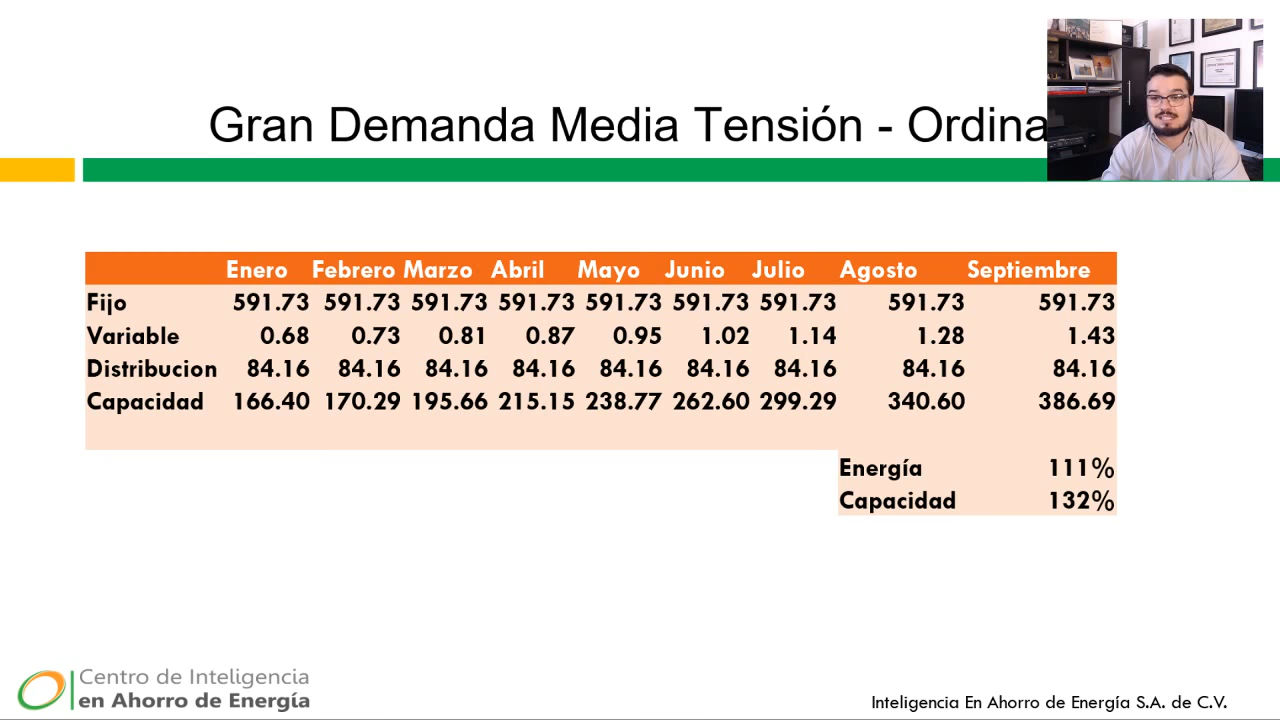 Gran Demanda Media Tensión - Ordina
Enero Febrero Marzo Abril Mayo Junio Julio Agosto Septiembre
Fijo 591.73 591.73 591.73 591.73 591.73 591.73 591.73 591.73 591.73
Variable 0.68 0.73 0.81 0.87 0.95 1.02 1.14 1.28 1.43
Distribucion 84.16 84.16 84.16 84.16 84.16 84.16 84.16 84.16 84.16
Capacidad 166.40 170.29 195.66 215.15 238.77 262.60 299.29 340.60 386.69
Energía 111%
Capacidad 132%
Centro de Inteligencia
en Ahorro de Energía
Inteligencia En Ahorro de Energía S.A. de C.V.